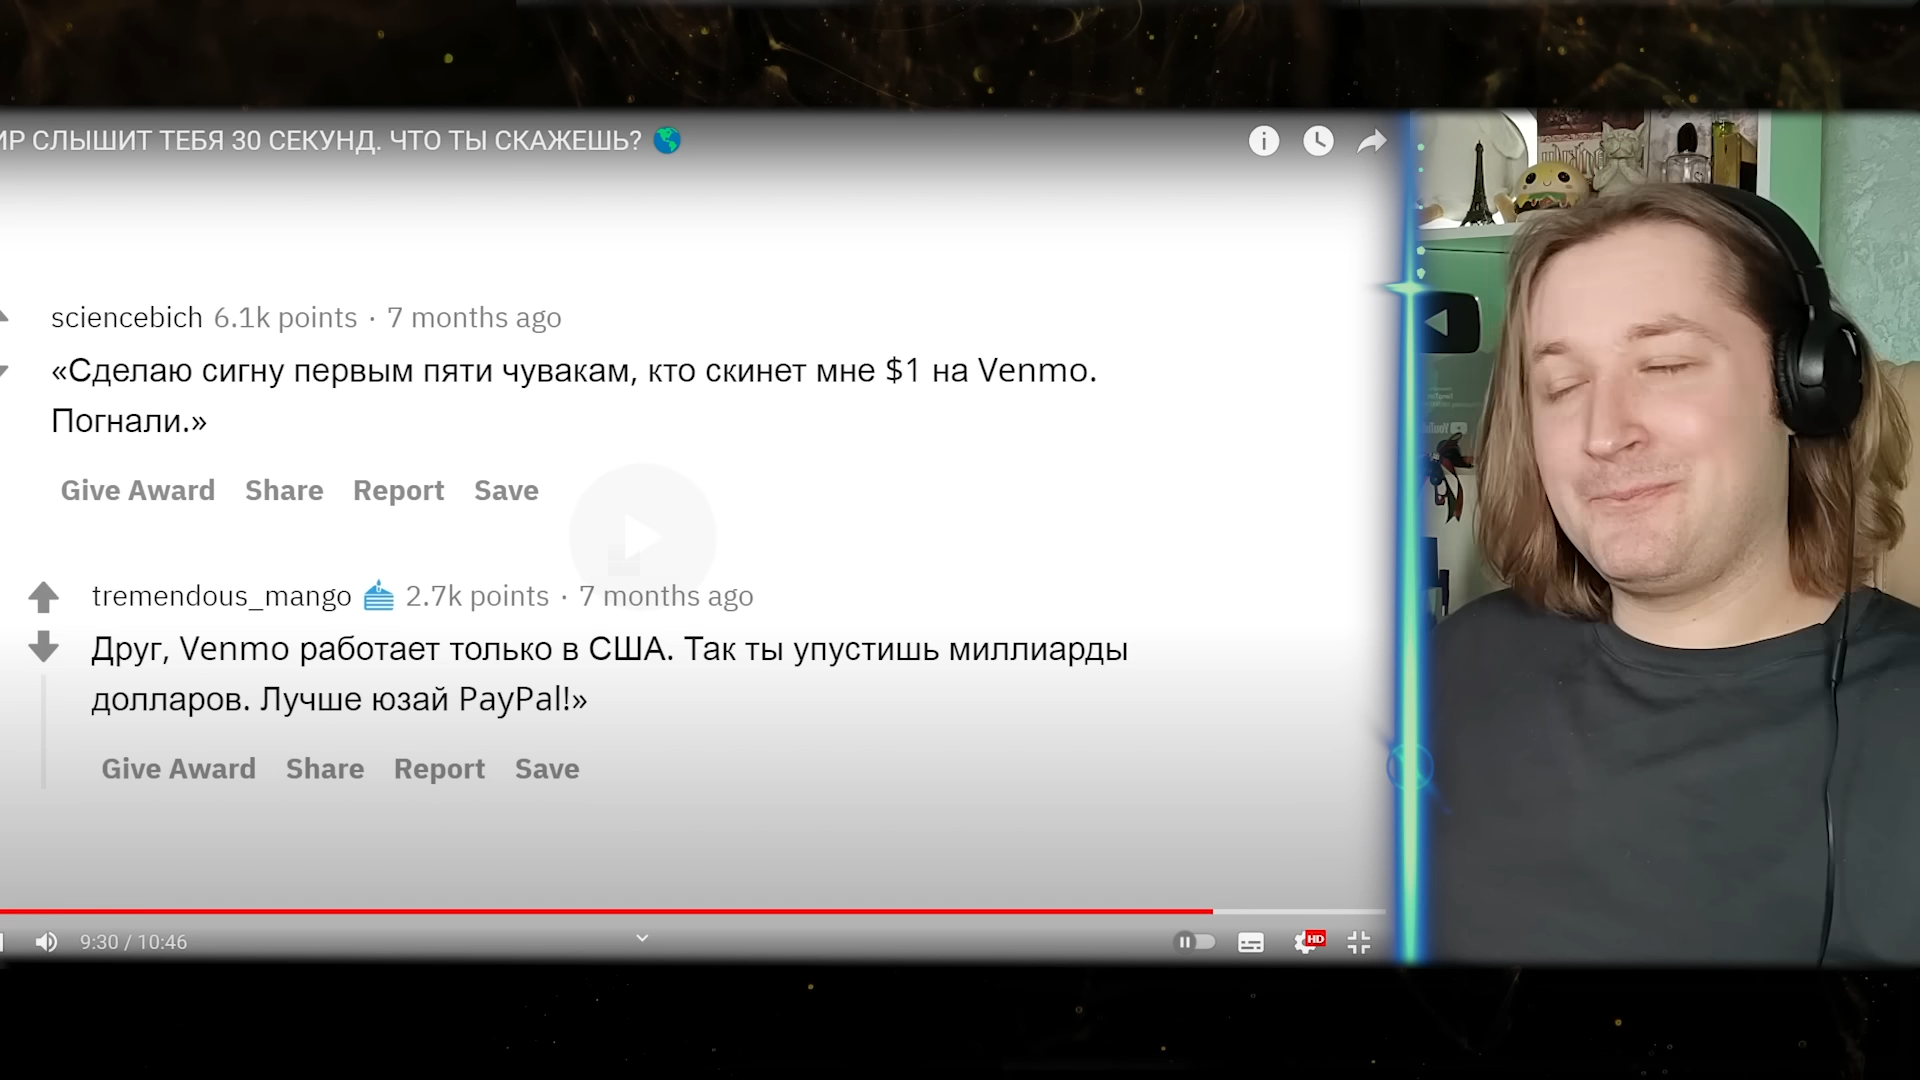 ИР СЛЫШИТ ТЕБЯ 30 СЕКУНД. ЧТО ТЫ СКАЖЕШЬ? 🌎
sciencebich 6.1k points · 7 months ago
«Сделаю сигну первым пяти чувакам, кто скинет мне $1 на Venmo.
Погнали.»
Give Award Share Report Save
tremendous_mango 2.7k points · 7 months ago
Друг, Venmo работает только в США. Так ты упустишь миллиарды
долларов. Лучше юзай PayPal!»
Give Award Share Report Save
9:30 / 10:46
HD
YouTube